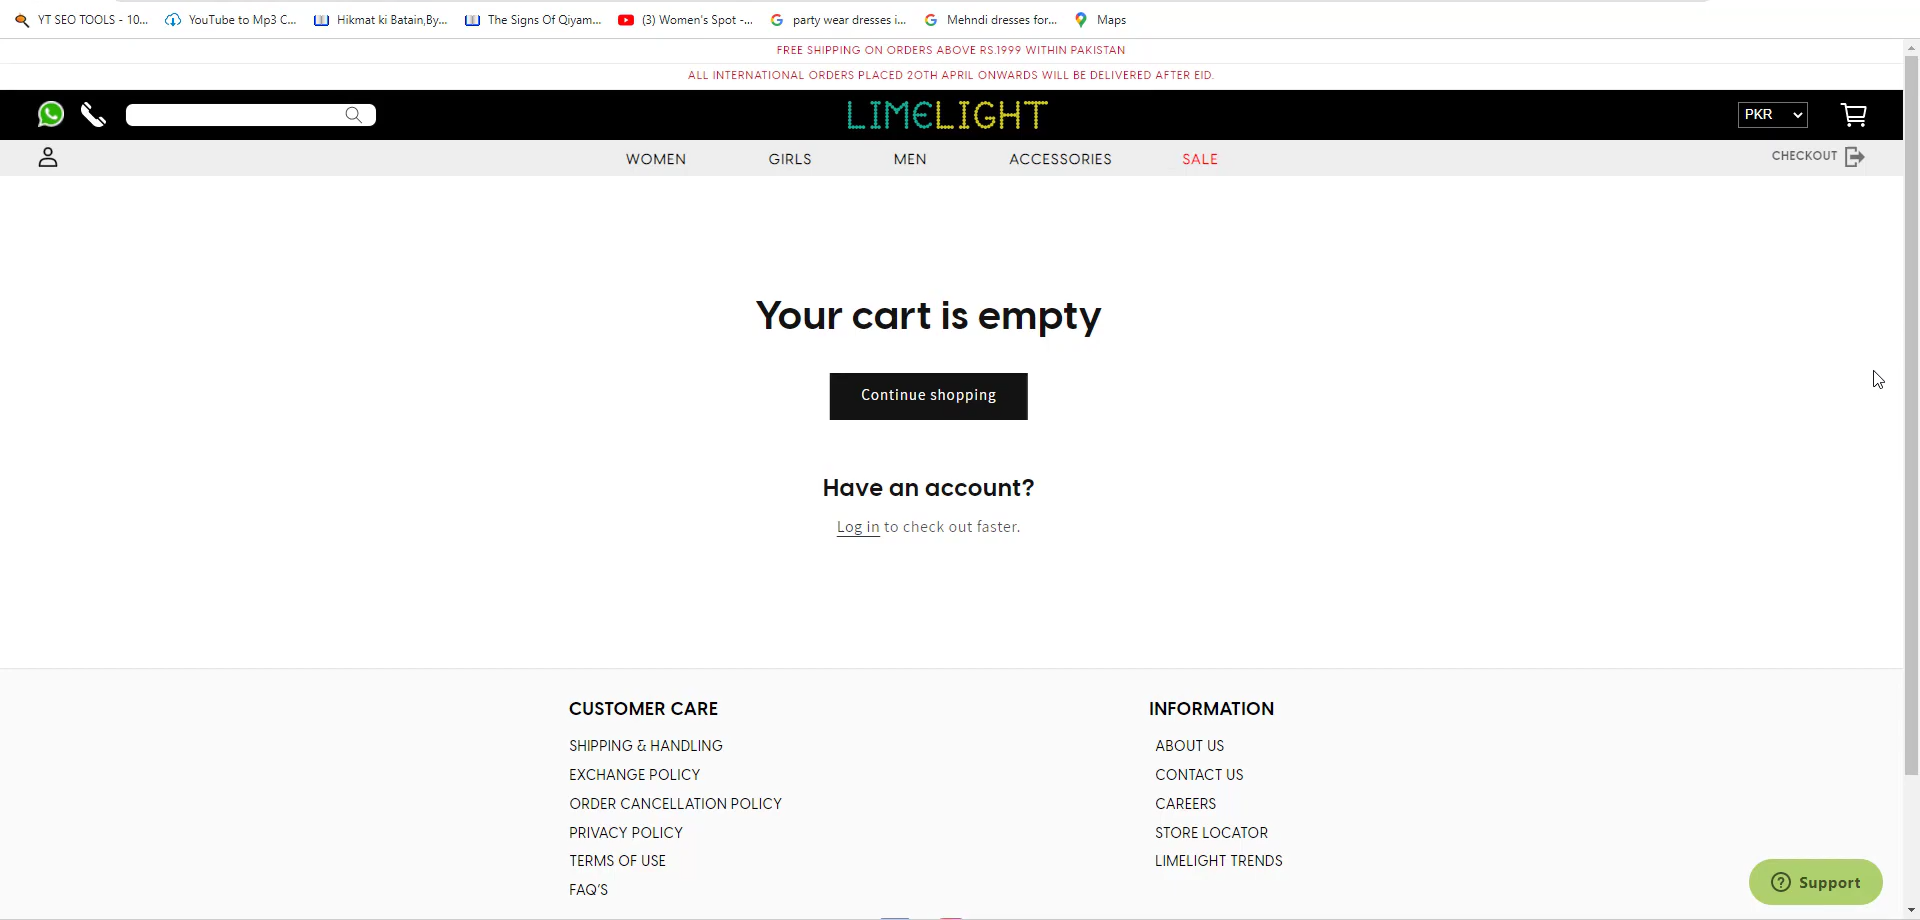 YT SEO TOOLS - 10...
YouTube to Mp3 C...
Hikmat ki Batain,By...
The Signs Of Qiyam...
(3) Women's Spot -...
party wear dresses i...
Mehndi dresses for...
Maps
FREE SHIPPING ON ORDERS ABOVE RS.1999 WITHIN PAKISTAN
ALL INTERNATIONAL ORDERS PLACED 20TH APRIL ONWARDS WILL BE DELIVERED AFTER EID.
LIMELIGHT
PKR
WOMEN
GIRLS
MEN
ACCESSORIES
SALE
CHECKOUT
Your cart is empty
Continue shopping
Have an account?
Log in to check out faster.
CUSTOMER CARE
SHIPPING & HANDLING
EXCHANGE POLICY
ORDER CANCELLATION POLICY
PRIVACY POLICY
TERMS OF USE
FAQ'S
INFORMATION
ABOUT US
CONTACT US
CAREERS
STORE LOCATOR
LIMELIGHT TRENDS
Support